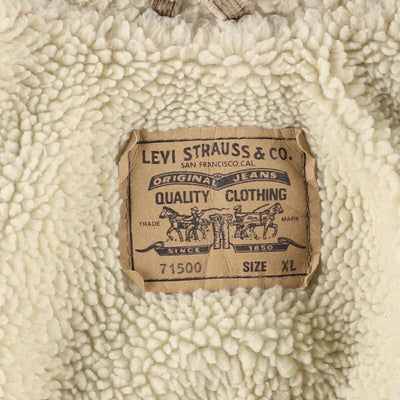 LEVI STRAUSS & CO.
SAN FRANCISCO, CAL.
ORIGINAL JEANS
QUALITY CLOTHING
TRADE MARK
SINCE 1850
71500 SIZE XL